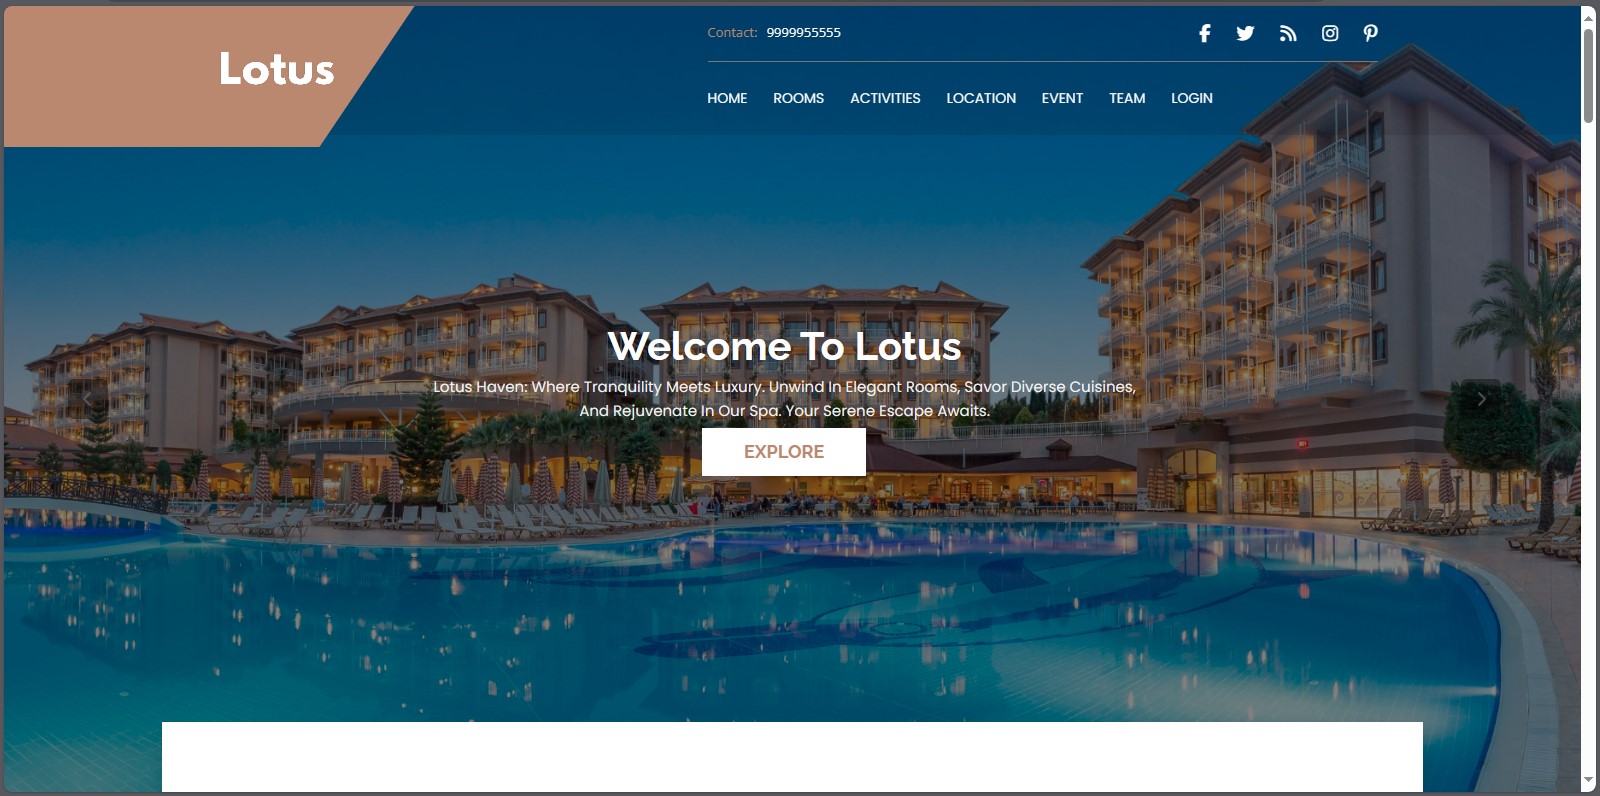 Lotus
Contact: 9999955555
HOME ROOMS ACTIVITIES LOCATION EVENT TEAM LOGIN
Welcome To Lotus
Lotus Haven: Where Tranquility Meets Luxury. Unwind In Elegant Rooms, Savor Diverse Cuisines,
And Rejuvenate In Our Spa. Your Serene Escape Awaits.
EXPLORE